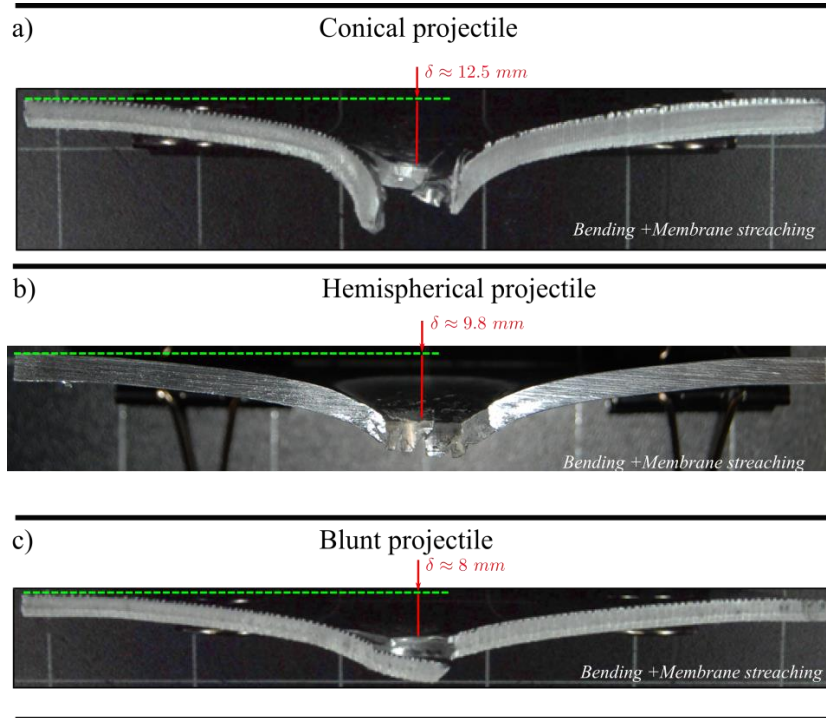 a)
Conical projectile
δ ≈ 12.5 mm
Bending +Membrane streaching
b)
Hemispherical projectile
δ ≈ 9.8 mm
Bending +Membrane streaching
c)
Blunt projectile
δ ≈ 8 mm
Bending +Membrane streaching